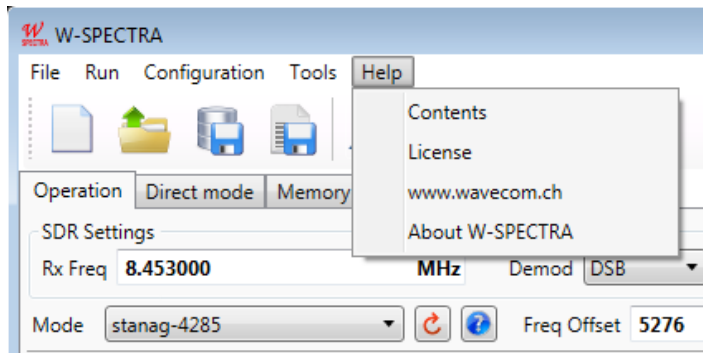 W SPECTRA W-SPECTRA
File Run Configuration Tools Help
Contents
License
www.wavecom.ch
About W-SPECTRA
Operation Direct mode Memory
SDR Settings
Rx Freq 8.453000 MHz Demod DSB
Mode stanag-4285 Freq Offset 5276